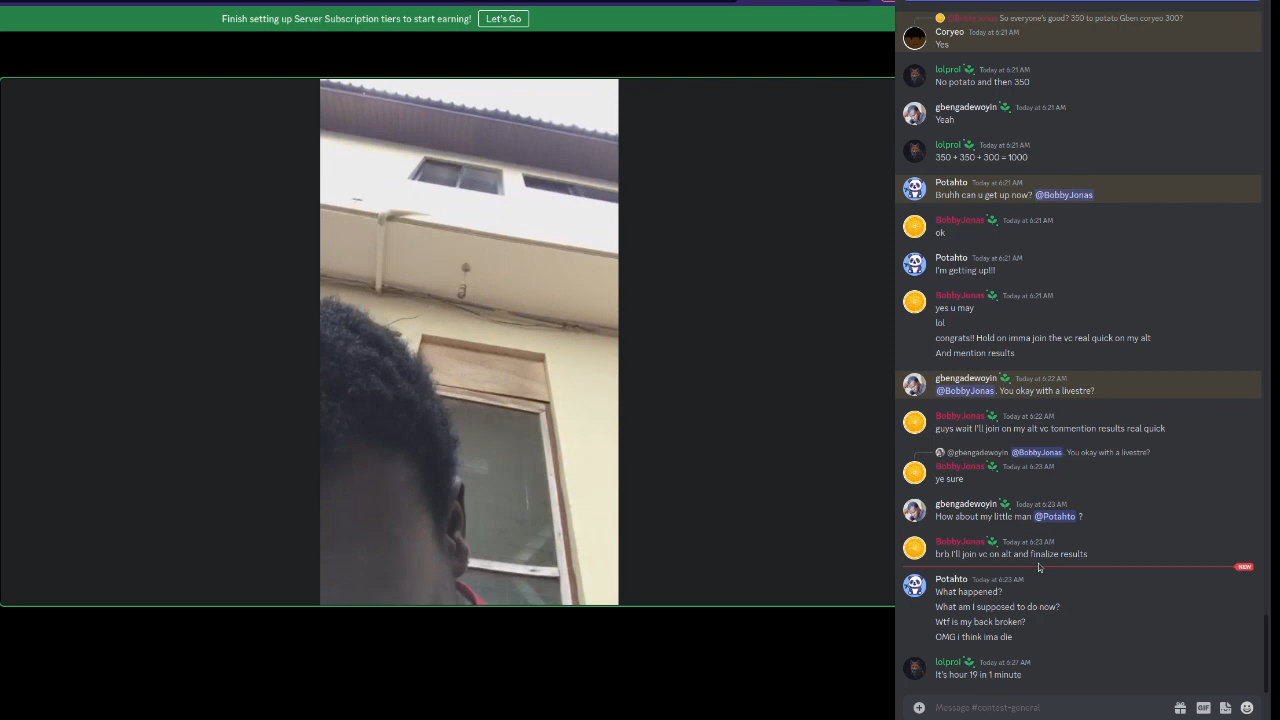 Finish setting up Server Subscription tiers to start earning! Let's Go
@BobbyJonas So everyone's good? 350 to potato Gben coryeo 300?
Coryeo Today at 6:21 AM
Yes
lolprol Today at 6:21 AM
No potato and then 350
gbengadewoyin Today at 6:21 AM
Yeah
lolprol Today at 6:21 AM
350 + 350 + 300 = 1000
Potahto Today at 6:21 AM
Bruhh can u get up now? @BobbyJonas
BobbyJonas Today at 6:21 AM
ok
Potahto Today at 6:21 AM
I'm getting up!!!
BobbyJonas Today at 6:21 AM
yes u may
lol
congrats!! Hold on imma join the vc real quick on my alt
And mention results
gbengadewoyin Today at 6:22 AM
@BobbyJonas. You okay with a livestre?
BobbyJonas Today at 6:22 AM
guys wait I'll join on my alt vc tonmention results real quick
@gbengadewoyin @BobbyJonas. You okay with a livestre?
BobbyJonas Today at 6:23 AM
ye sure
gbengadewoyin Today at 6:23 AM
How about my little man @Potahto ?
BobbyJonas Today at 6:23 AM
brb I'll join vc on alt and finalize results
NEW
Potahto Today at 6:23 AM
What happened?
What am I supposed to do now?
Wtf is my back broken?
OMG i think ima die
lolprol Today at 6:27 AM
It's hour 19 in 1 minute
Message #contest-general
GIF